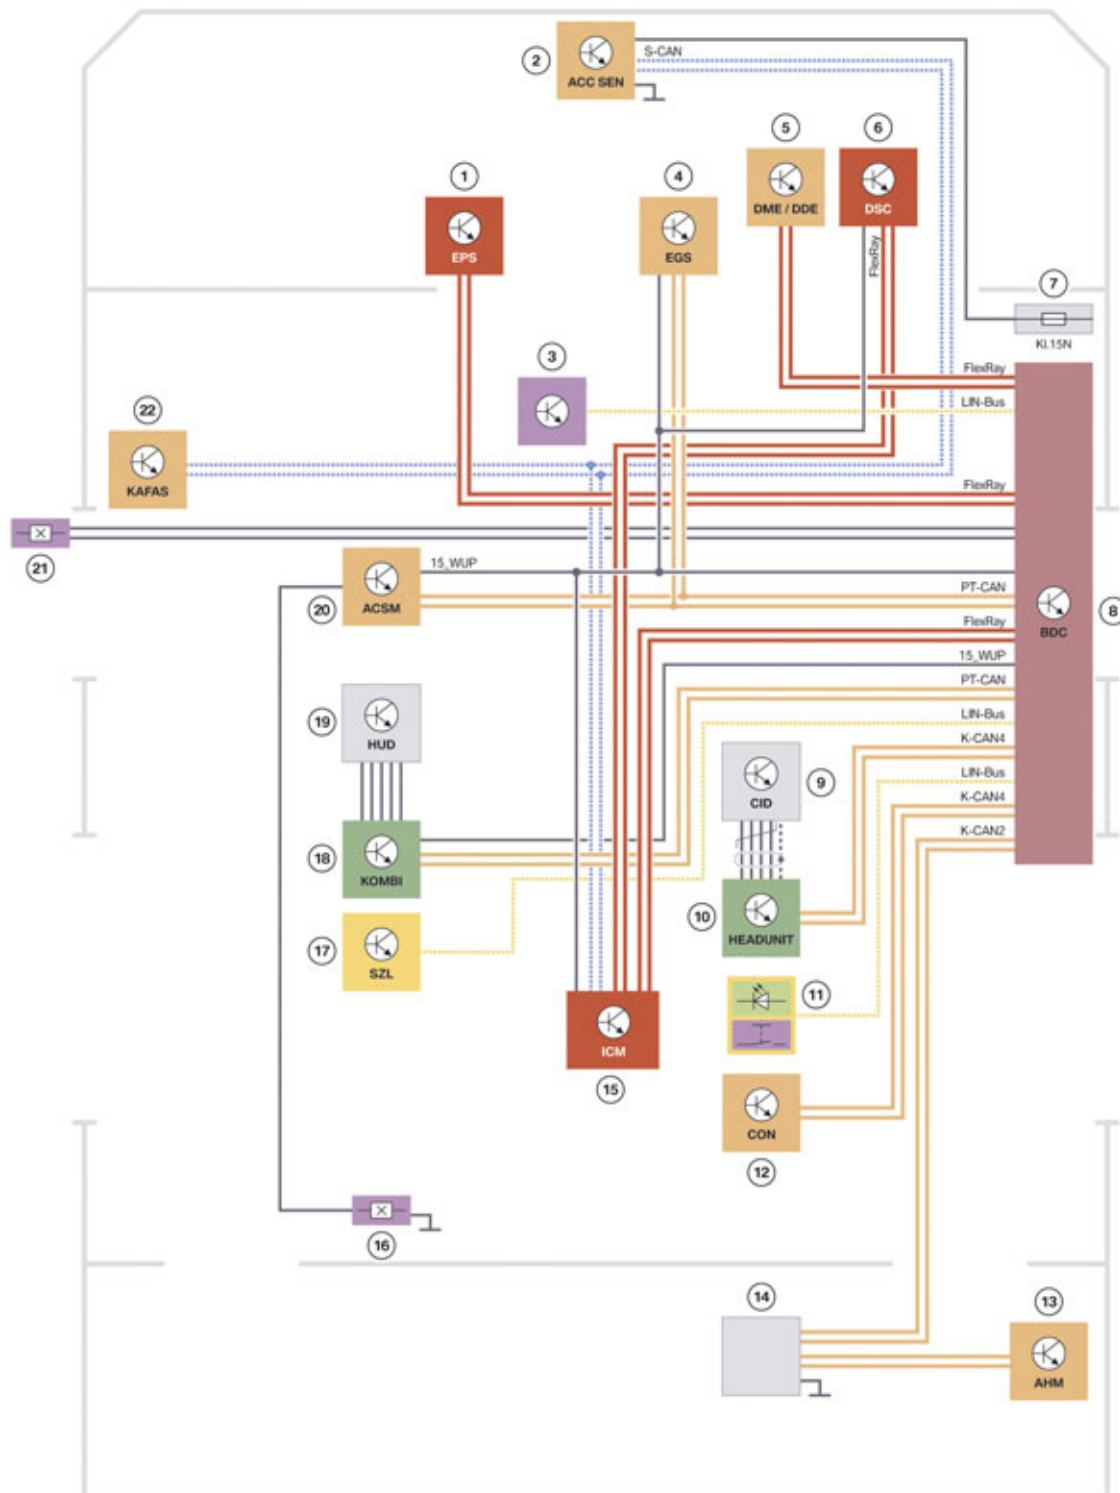 2
S-CAN
ACC SEN
5
6
1
4
DME / DDE
DSC
EPS
EGS
FlexRay
7
Kl.15N
3
FlexRay
LIN-Bus
22
KAFAS
FlexRay
21
15_WUP
PT-CAN
20
ACSM
8
FlexRay
BDC
15_WUP
PT-CAN
19
HUD
LIN-Bus
K-CAN4
9
LIN-Bus
CID
K-CAN4
K-CAN2
18
KOMBI
10
HEADUNIT
17
SZL
11
ICM
15
CON
12
16
14
13
AHM